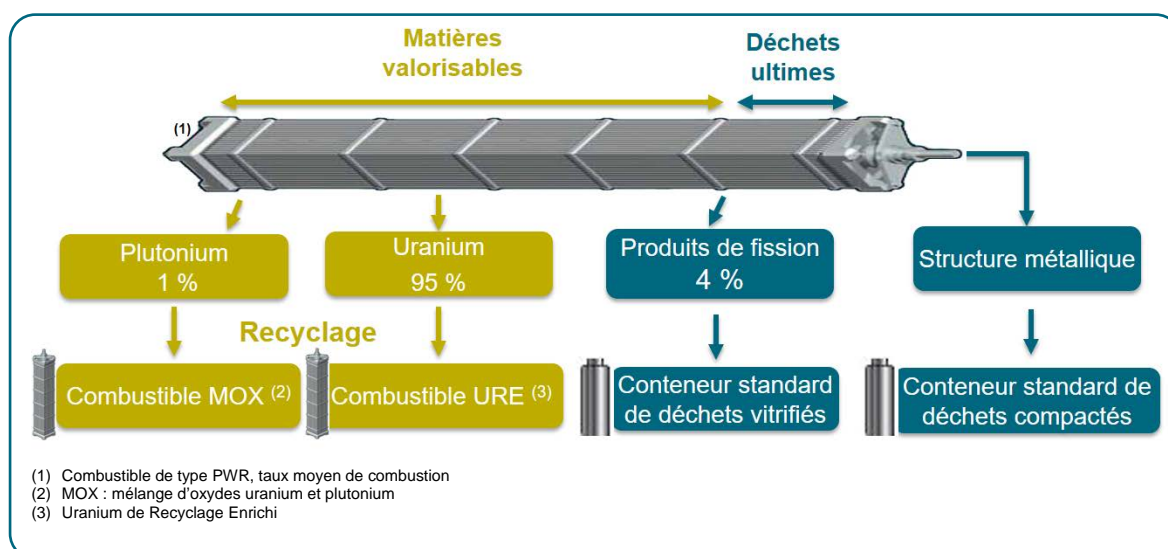 Matières
valorisables
Déchets
ultimes
(1)
Plutonium
1 %
Uranium
95 %
Produits de fission
4 %
Structure métallique
Recyclage
Combustible MOX (2)
Combustible URE (3)
Conteneur standard
de déchets vitrifiés
Conteneur standard de
déchets compactés
(1) Combustible de type PWR, taux moyen de combustion
(2) MOX : mélange d'oxydes uranium et plutonium
(3) Uranium de Recyclage Enrichi